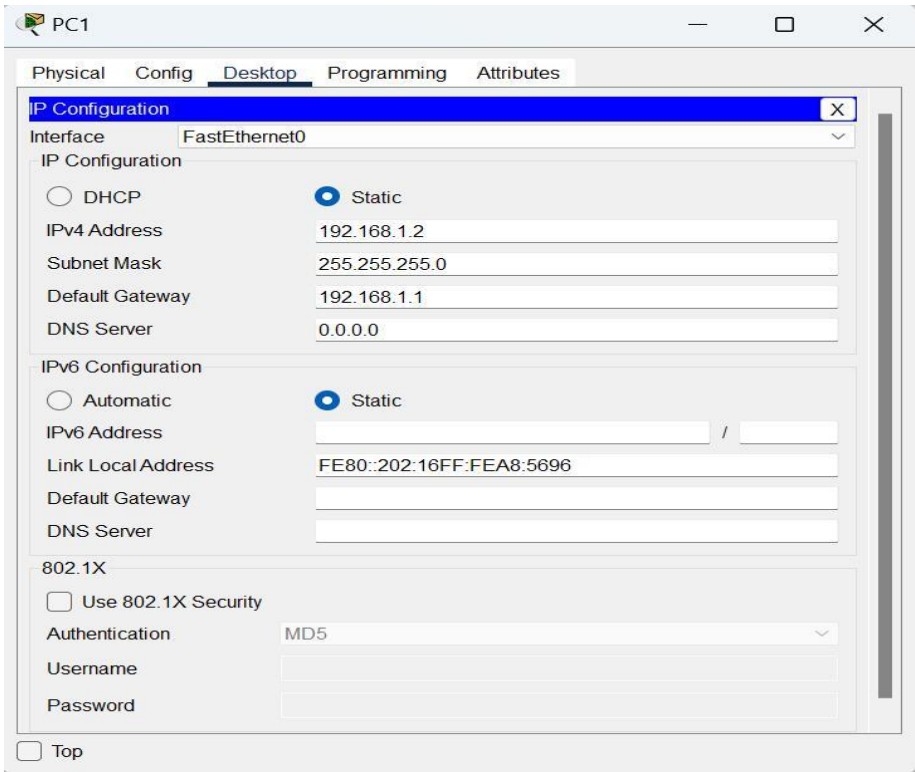 PC1
Physical Config Desktop Programming Attributes
IP Configuration X
Interface FastEthernet0
IP Configuration
DHCP Static
IPv4 Address 192.168.1.2
Subnet Mask 255.255.255.0
Default Gateway 192.168.1.1
DNS Server 0.0.0.0
IPv6 Configuration
Automatic Static
IPv6 Address /
Link Local Address FE80::202:16FF:FEA8:5696
Default Gateway
DNS Server
802.1X
Use 802.1X Security
Authentication MD5
Username
Password
Top